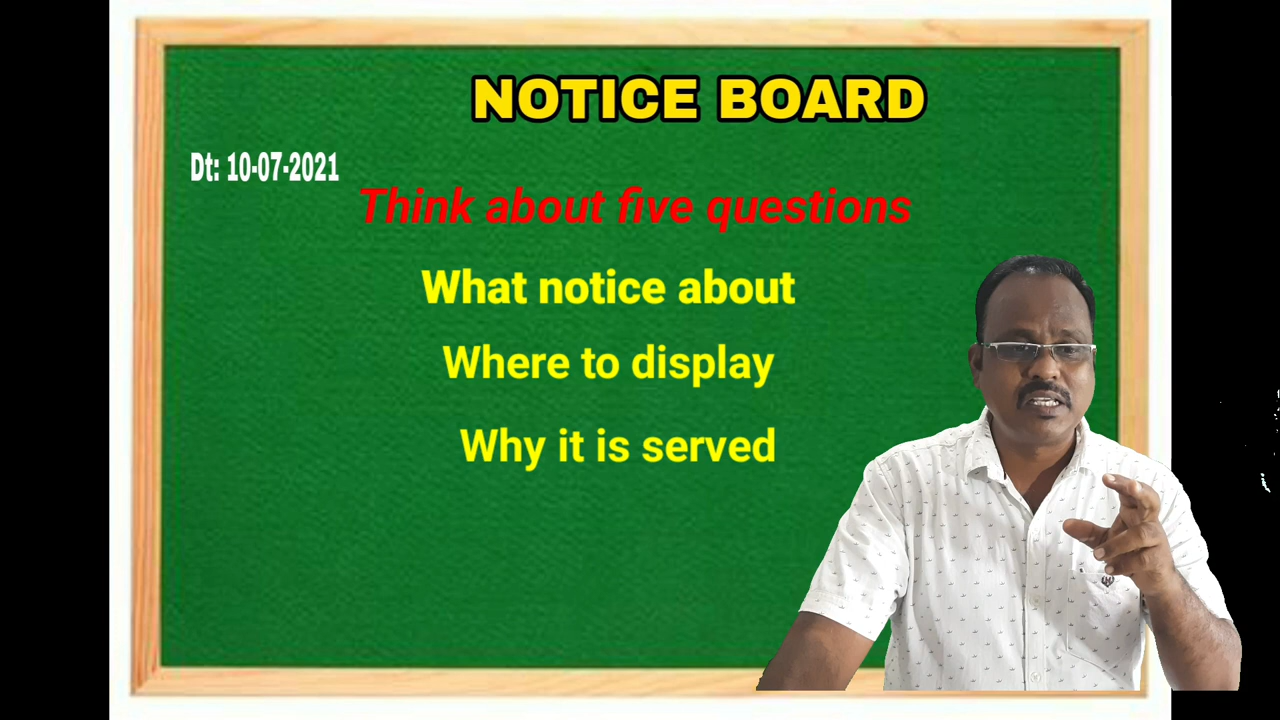 NOTICE BOARD
Dt: 10-07-2021
Think about five questions
What notice about
Where to display
Why it is served